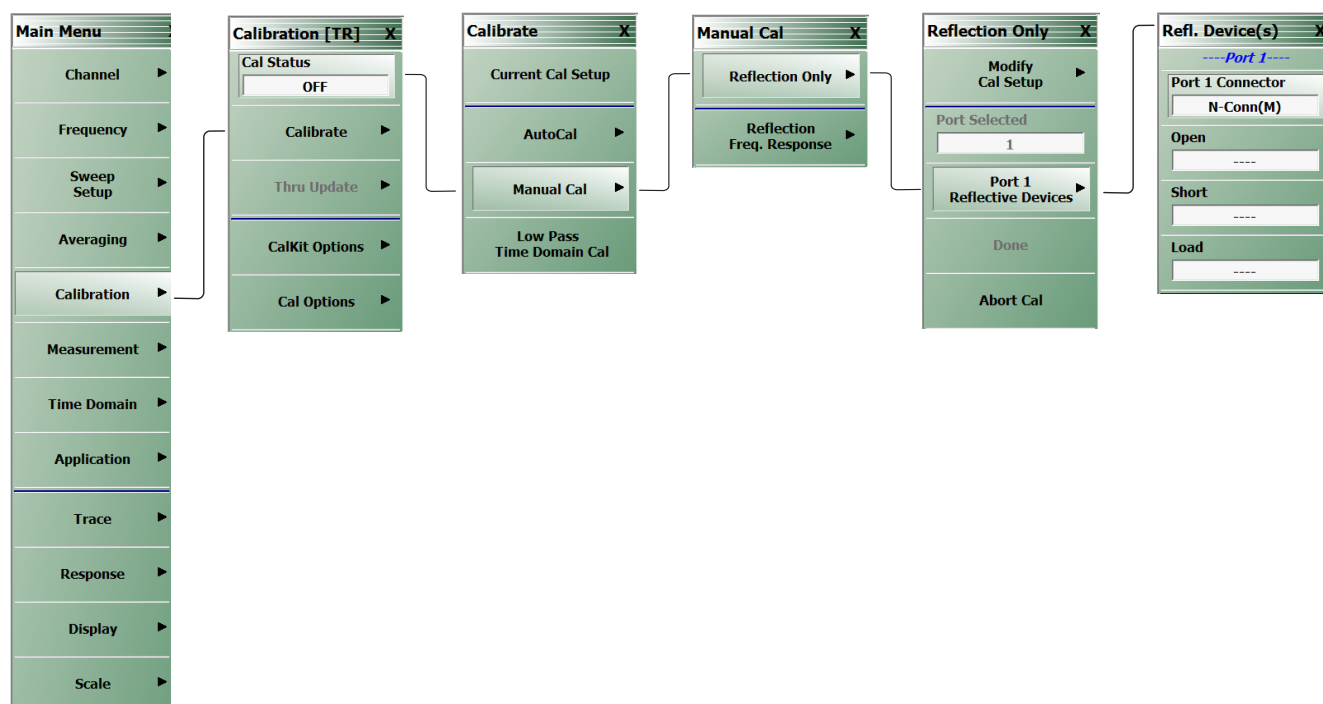 Main Menu
Channel
Frequency
Sweep
Setup
Averaging
Calibration
Measurement
Time Domain
Application
Trace
Response
Display
Scale
Calibration [TR] X
Cal Status
OFF
Calibrate
Thru Update
CalKit Options
Cal Options
Calibrate X
Current Cal Setup
AutoCal
Manual Cal
Low Pass
Time Domain Cal
Manual Cal X
Reflection Only
Reflection
Freq. Response
Reflection Only X
Modify
Cal Setup
Port Selected
1
Port 1
Reflective Devices
Done
Abort Cal
Refl. Device(s) X
----Port 1----
Port 1 Connector
N-Conn(M)
Open
----
Short
----
Load
----